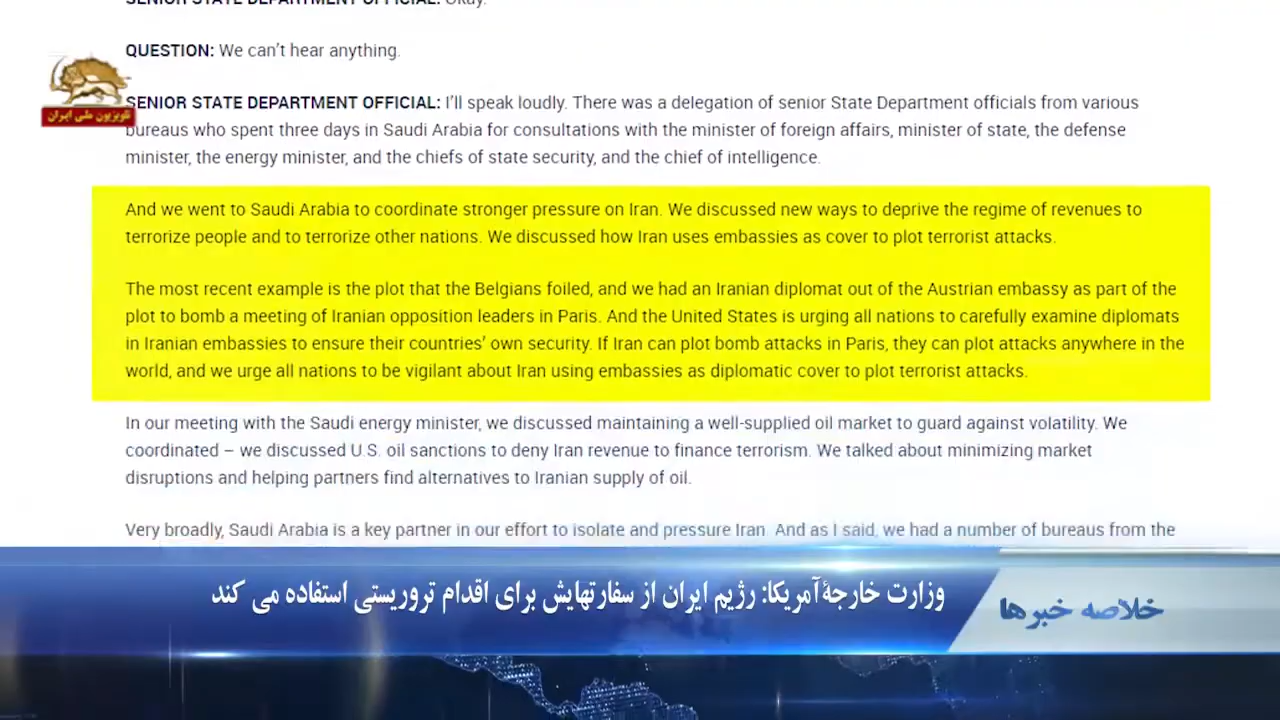 SENIOR STATE DEPARTMENT OFFICIAL: Okay.
QUESTION: We can't hear anything.
تلویزیون ملی ایران
SENIOR STATE DEPARTMENT OFFICIAL: I'll speak loudly. There was a delegation of senior State Department officials from various
bureaus who spent three days in Saudi Arabia for consultations with the minister of foreign affairs, minister of state, the defense
minister, the energy minister, and the chiefs of state security, and the chief of intelligence.
And we went to Saudi Arabia to coordinate stronger pressure on Iran. We discussed new ways to deprive the regime of revenues to
terrorize people and to terrorize other nations. We discussed how Iran uses embassies as cover to plot terrorist attacks.
The most recent example is the plot that the Belgians foiled, and we had an Iranian diplomat out of the Austrian embassy as part of the
plot to bomb a meeting of Iranian opposition leaders in Paris. And the United States is urging all nations to carefully examine diplomats
in Iranian embassies to ensure their countries' own security. If Iran can plot bomb attacks in Paris, they can plot attacks anywhere in the
world, and we urge all nations to be vigilant about Iran using embassies as diplomatic cover to plot terrorist attacks.
In our meeting with the Saudi energy minister, we discussed maintaining a well-supplied oil market to guard against volatility. We
coordinated – we discussed U.S. oil sanctions to deny Iran revenue to finance terrorism. We talked about minimizing market
disruptions and helping partners find alternatives to Iranian supply of oil.
Very broadly, Saudi Arabia is a key partner in our effort to isolate and pressure Iran. And as I said, we had a number of bureaus from the
خلاصه خبرها
وزارت خارجهٔ آمریکا: رژیم ایران از سفارتهایش برای اقدام تروریستی استفاده می کند